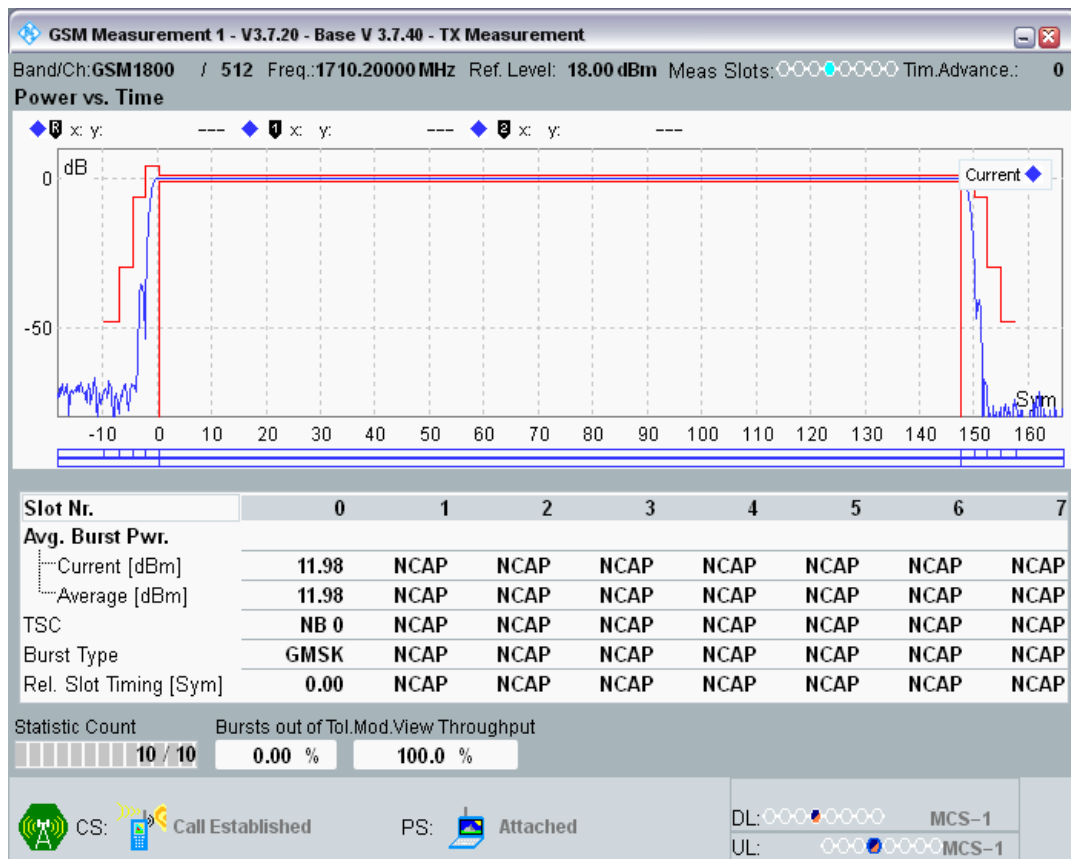 GSM Measurement 1 - V3.7.20 - Base V 3.7.40 - TX Measurement
Band/Ch:GSM1800 / 512 Freq.:1710.20000 MHz Ref. Level: 18.00 dBm Meas Slots: Tim.Advance.: 0
Power vs. Time
R x: y: --- 1 x: y: --- 2 x: y: ---
dB
Current
0
-50
Sym
-10 0 10 20 30 40 50 60 70 80 90 100 110 120 130 140 150 160
Slot Nr. 0 1 2 3 4 5 6 7
Avg. Burst Pwr.
Current [dBm] 11.98 NCAP NCAP NCAP NCAP NCAP NCAP NCAP
Average [dBm] 11.98 NCAP NCAP NCAP NCAP NCAP NCAP NCAP
TSC NB 0 NCAP NCAP NCAP NCAP NCAP NCAP NCAP
Burst Type GMSK NCAP NCAP NCAP NCAP NCAP NCAP NCAP
Rel. Slot Timing [Sym] 0.00 NCAP NCAP NCAP NCAP NCAP NCAP NCAP
Statistic Count Bursts out of Tol.Mod.View Throughput
10 / 10 0.00 % 100.0 %
CS: Call Established PS: Attached DL: MCS-1
UL: MCS-1